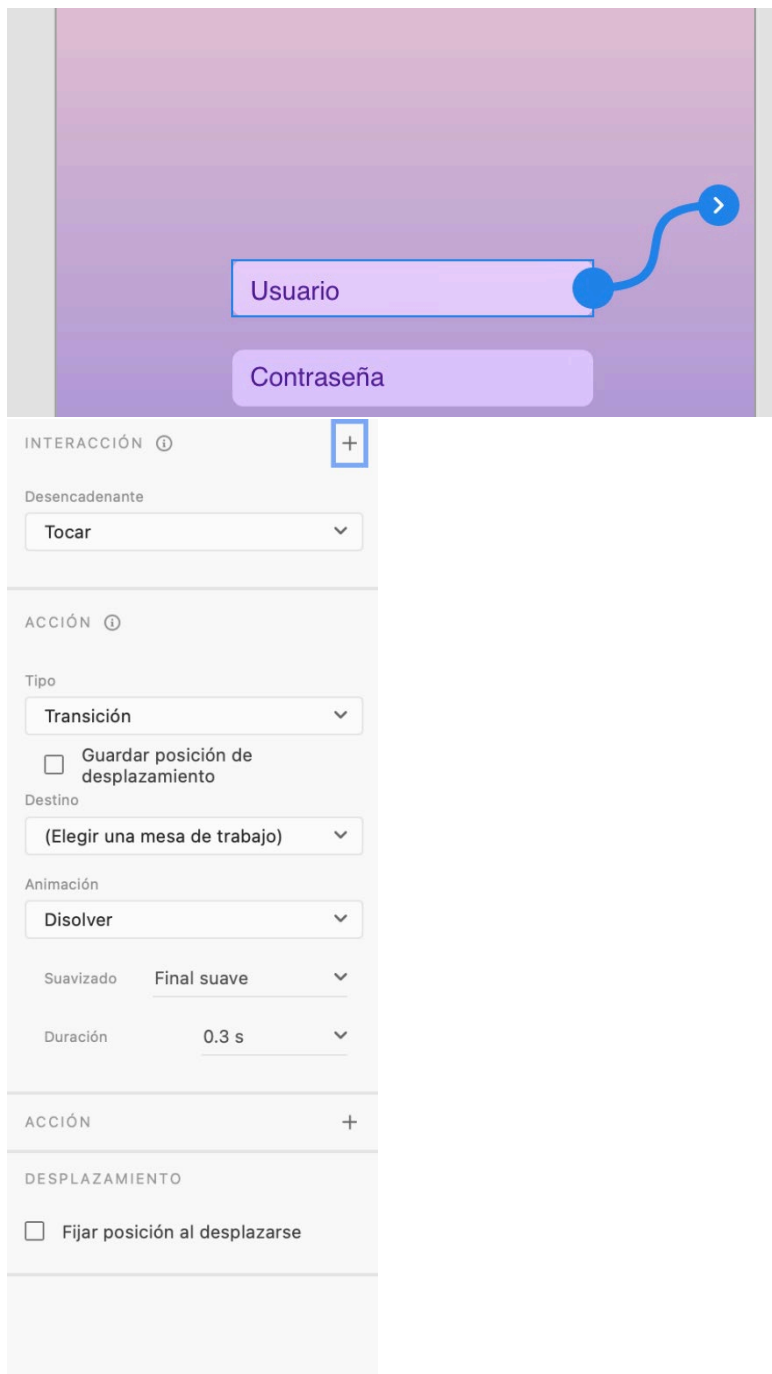 Usuario
Contraseña
INTERACCIÓN
Desencadenante
Tocar
ACCIÓN
Tipo
Transición
Guardar posición de
desplazamiento
Destino
(Elegir una mesa de trabajo)
Animación
Disolver
Suavizado Final suave
Duración 0.3 s
ACCIÓN
DESPLAZAMIENTO
Fijar posición al desplazarse